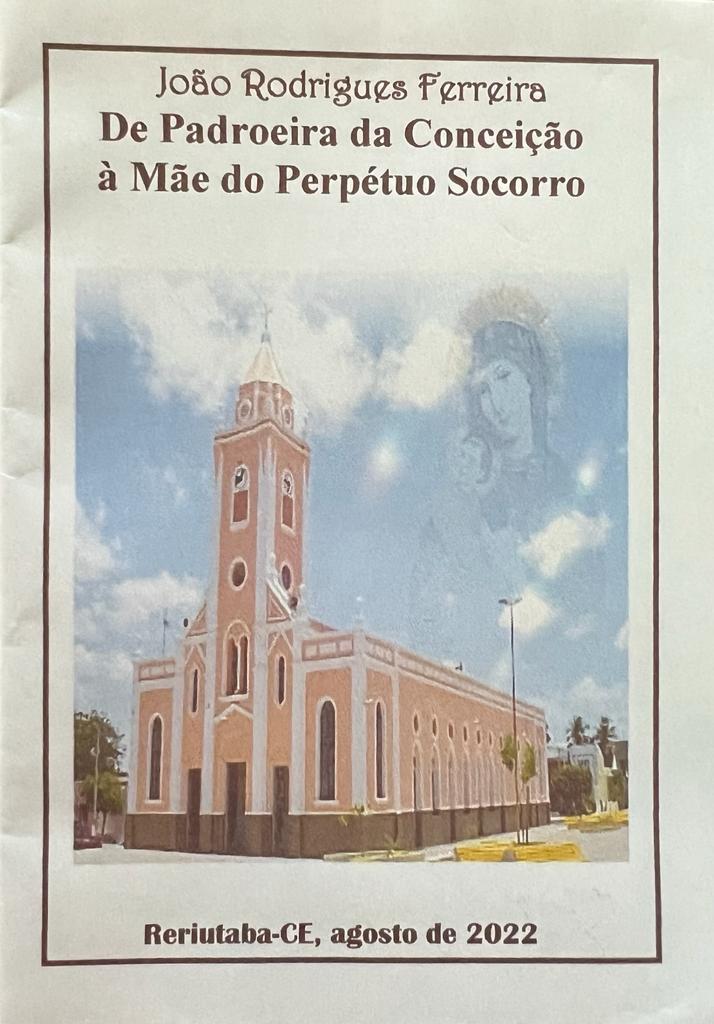 João Rodrigues Ferreira
De Padroeira da Conceição
à Mãe do Perpétuo Socorro
Reriutaba-CE, agosto de 2022